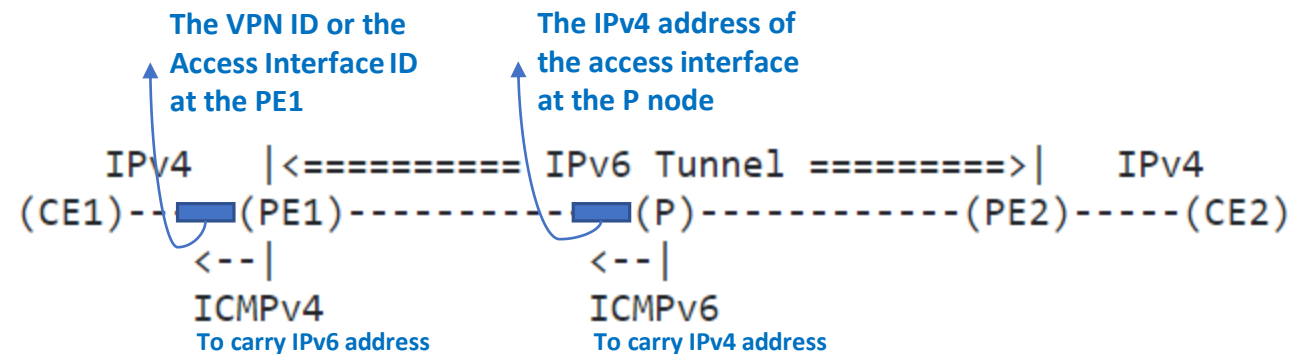 The VPN ID or the
Access Interface ID
at the PE1
The IPv4 address of
the access interface
at the P node
IPv4 |<========== IPv6 Tunnel =========>| IPv4
(CE1)-- (PE1)----------- (P)-------------(PE2)-----(CE2)
<--| <--|
ICMPv4 ICMPv6
To carry IPv6 address To carry IPv4 address